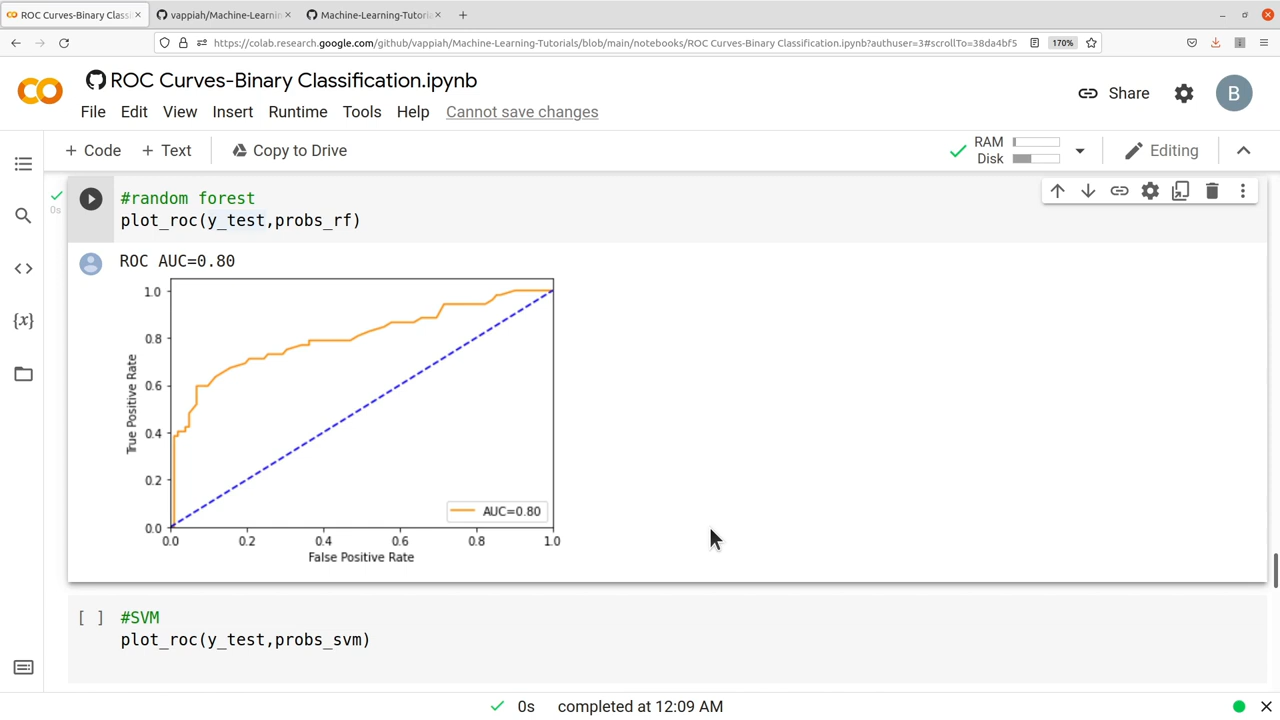 ROC Curves-Binary Classi
vappiah/Machine-Learnin
Machine-Learning-Tutoria
https://colab.research.google.com/github/vappiah/Machine-Learning-Tutorials/blob/main/notebooks/ROC Curves-Binary Classification.ipynb?authuser=3#scrollTo=38da4bf5
170%
ROC Curves-Binary Classification.ipynb
File Edit View Insert Runtime Tools Help Cannot save changes
Share
B
+ Code + Text Copy to Drive
RAM
Disk
Editing
0s
#random forest
plot_roc(y_test,probs_rf)
ROC AUC=0.80
1.0
0.8
0.6
0.4
0.2
0.0
True Positive Rate
AUC=0.80
0.0 0.2 0.4 0.6 0.8 1.0
False Positive Rate
[ ] #SVM
plot_roc(y_test,probs_svm)
0s completed at 12:09 AM